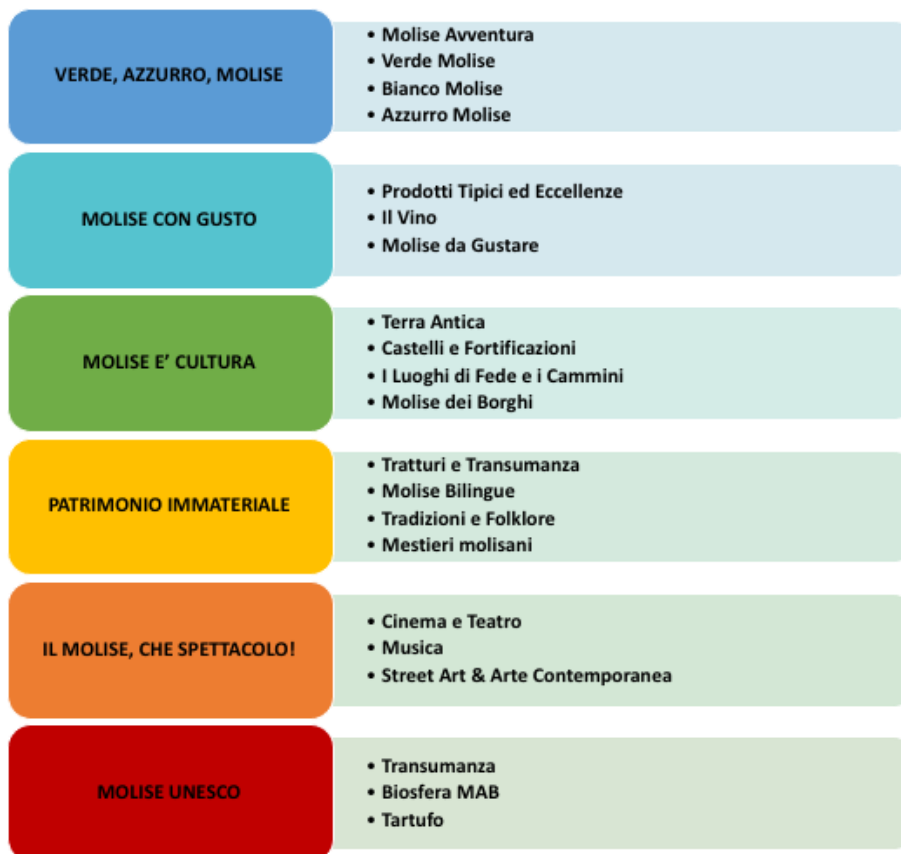 VERDE, AZZURRO, MOLISE
• Molise Avventura
• Verde Molise
• Bianco Molise
• Azzurro Molise
MOLISE CON GUSTO
• Prodotti Tipici ed Eccellenze
• Il Vino
• Molise da Gustare
MOLISE E’ CULTURA
• Terra Antica
• Castelli e Fortificazioni
• I Luoghi di Fede e i Cammini
• Molise dei Borghi
PATRIMONIO IMMATERIALE
• Tratturi e Transumanza
• Molise Bilingue
• Tradizioni e Folklore
• Mestieri molisani
IL MOLISE, CHE SPETTACOLO!
• Cinema e Teatro
• Musica
• Street Art & Arte Contemporanea
MOLISE UNESCO
• Transumanza
• Biosfera MAB
• Tartufo